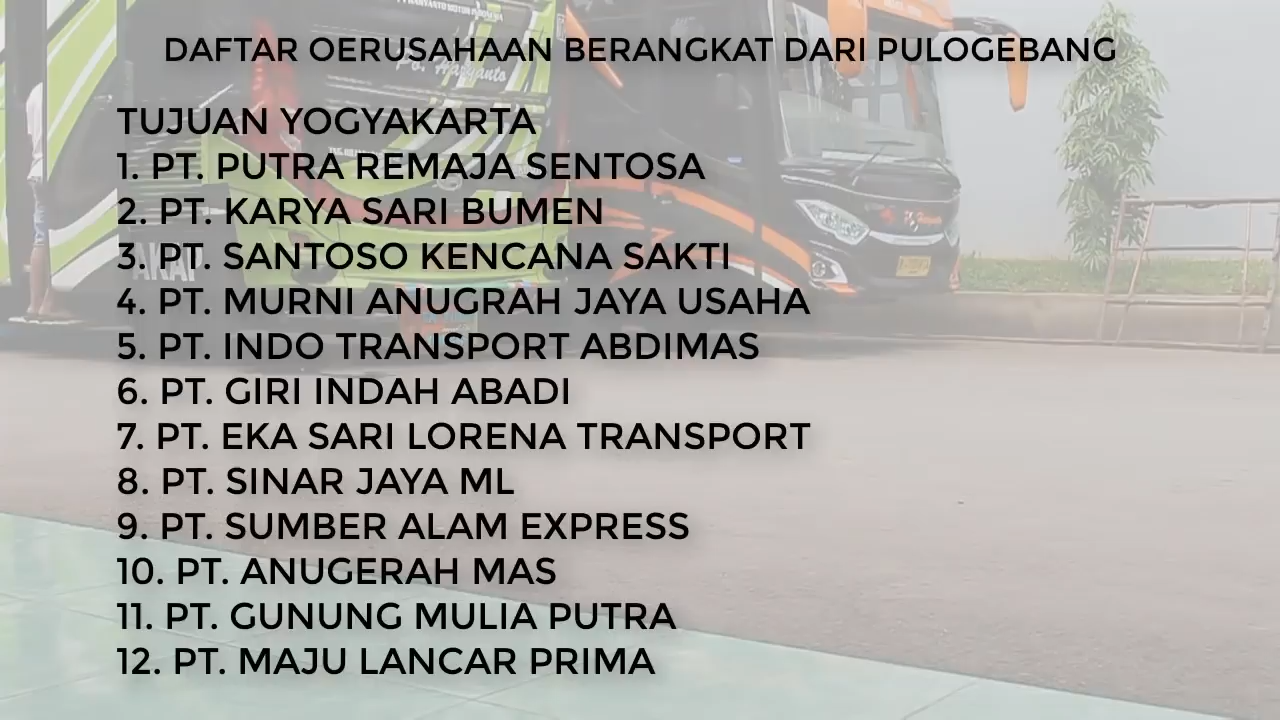 DAFTAR OERUSAHAAN BERANGKAT DARI PULOGEBANG
Po. Haryanto
AKAP
TUJUAN YOGYAKARTA
1. PT. PUTRA REMAJA SENTOSA
2. PT. KARYA SARI BUMEN
3. PT. SANTOSO KENCANA SAKTI
4. PT. MURNI ANUGRAH JAYA USAHA
5. PT. INDO TRANSPORT ABDIMAS
6. PT. GIRI INDAH ABADI
7. PT. EKA SARI LORENA TRANSPORT
8. PT. SINAR JAYA ML
9. PT. SUMBER ALAM EXPRESS
10. PT. ANUGERAH MAS
11. PT. GUNUNG MULIA PUTRA
12. PT. MAJU LANCAR PRIMA